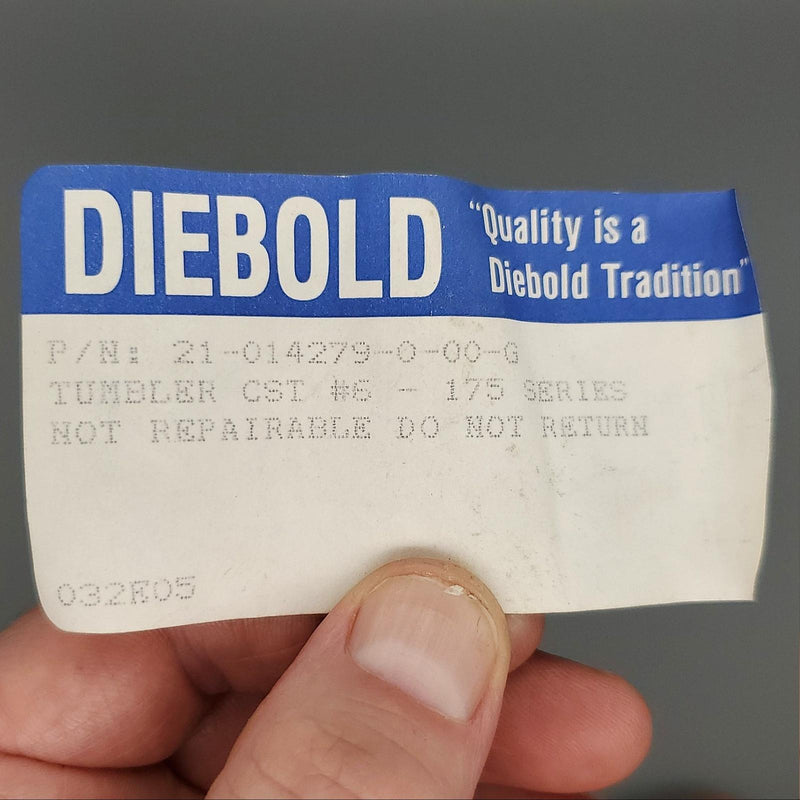 DIEBOLD
"Quality is a
Diebold Tradition"
P/N: 21-014279-0-00-G
TUMBLER CST #6 - 175 SERIES
NOT REPAIRABLE DO NOT RETURN
032E05